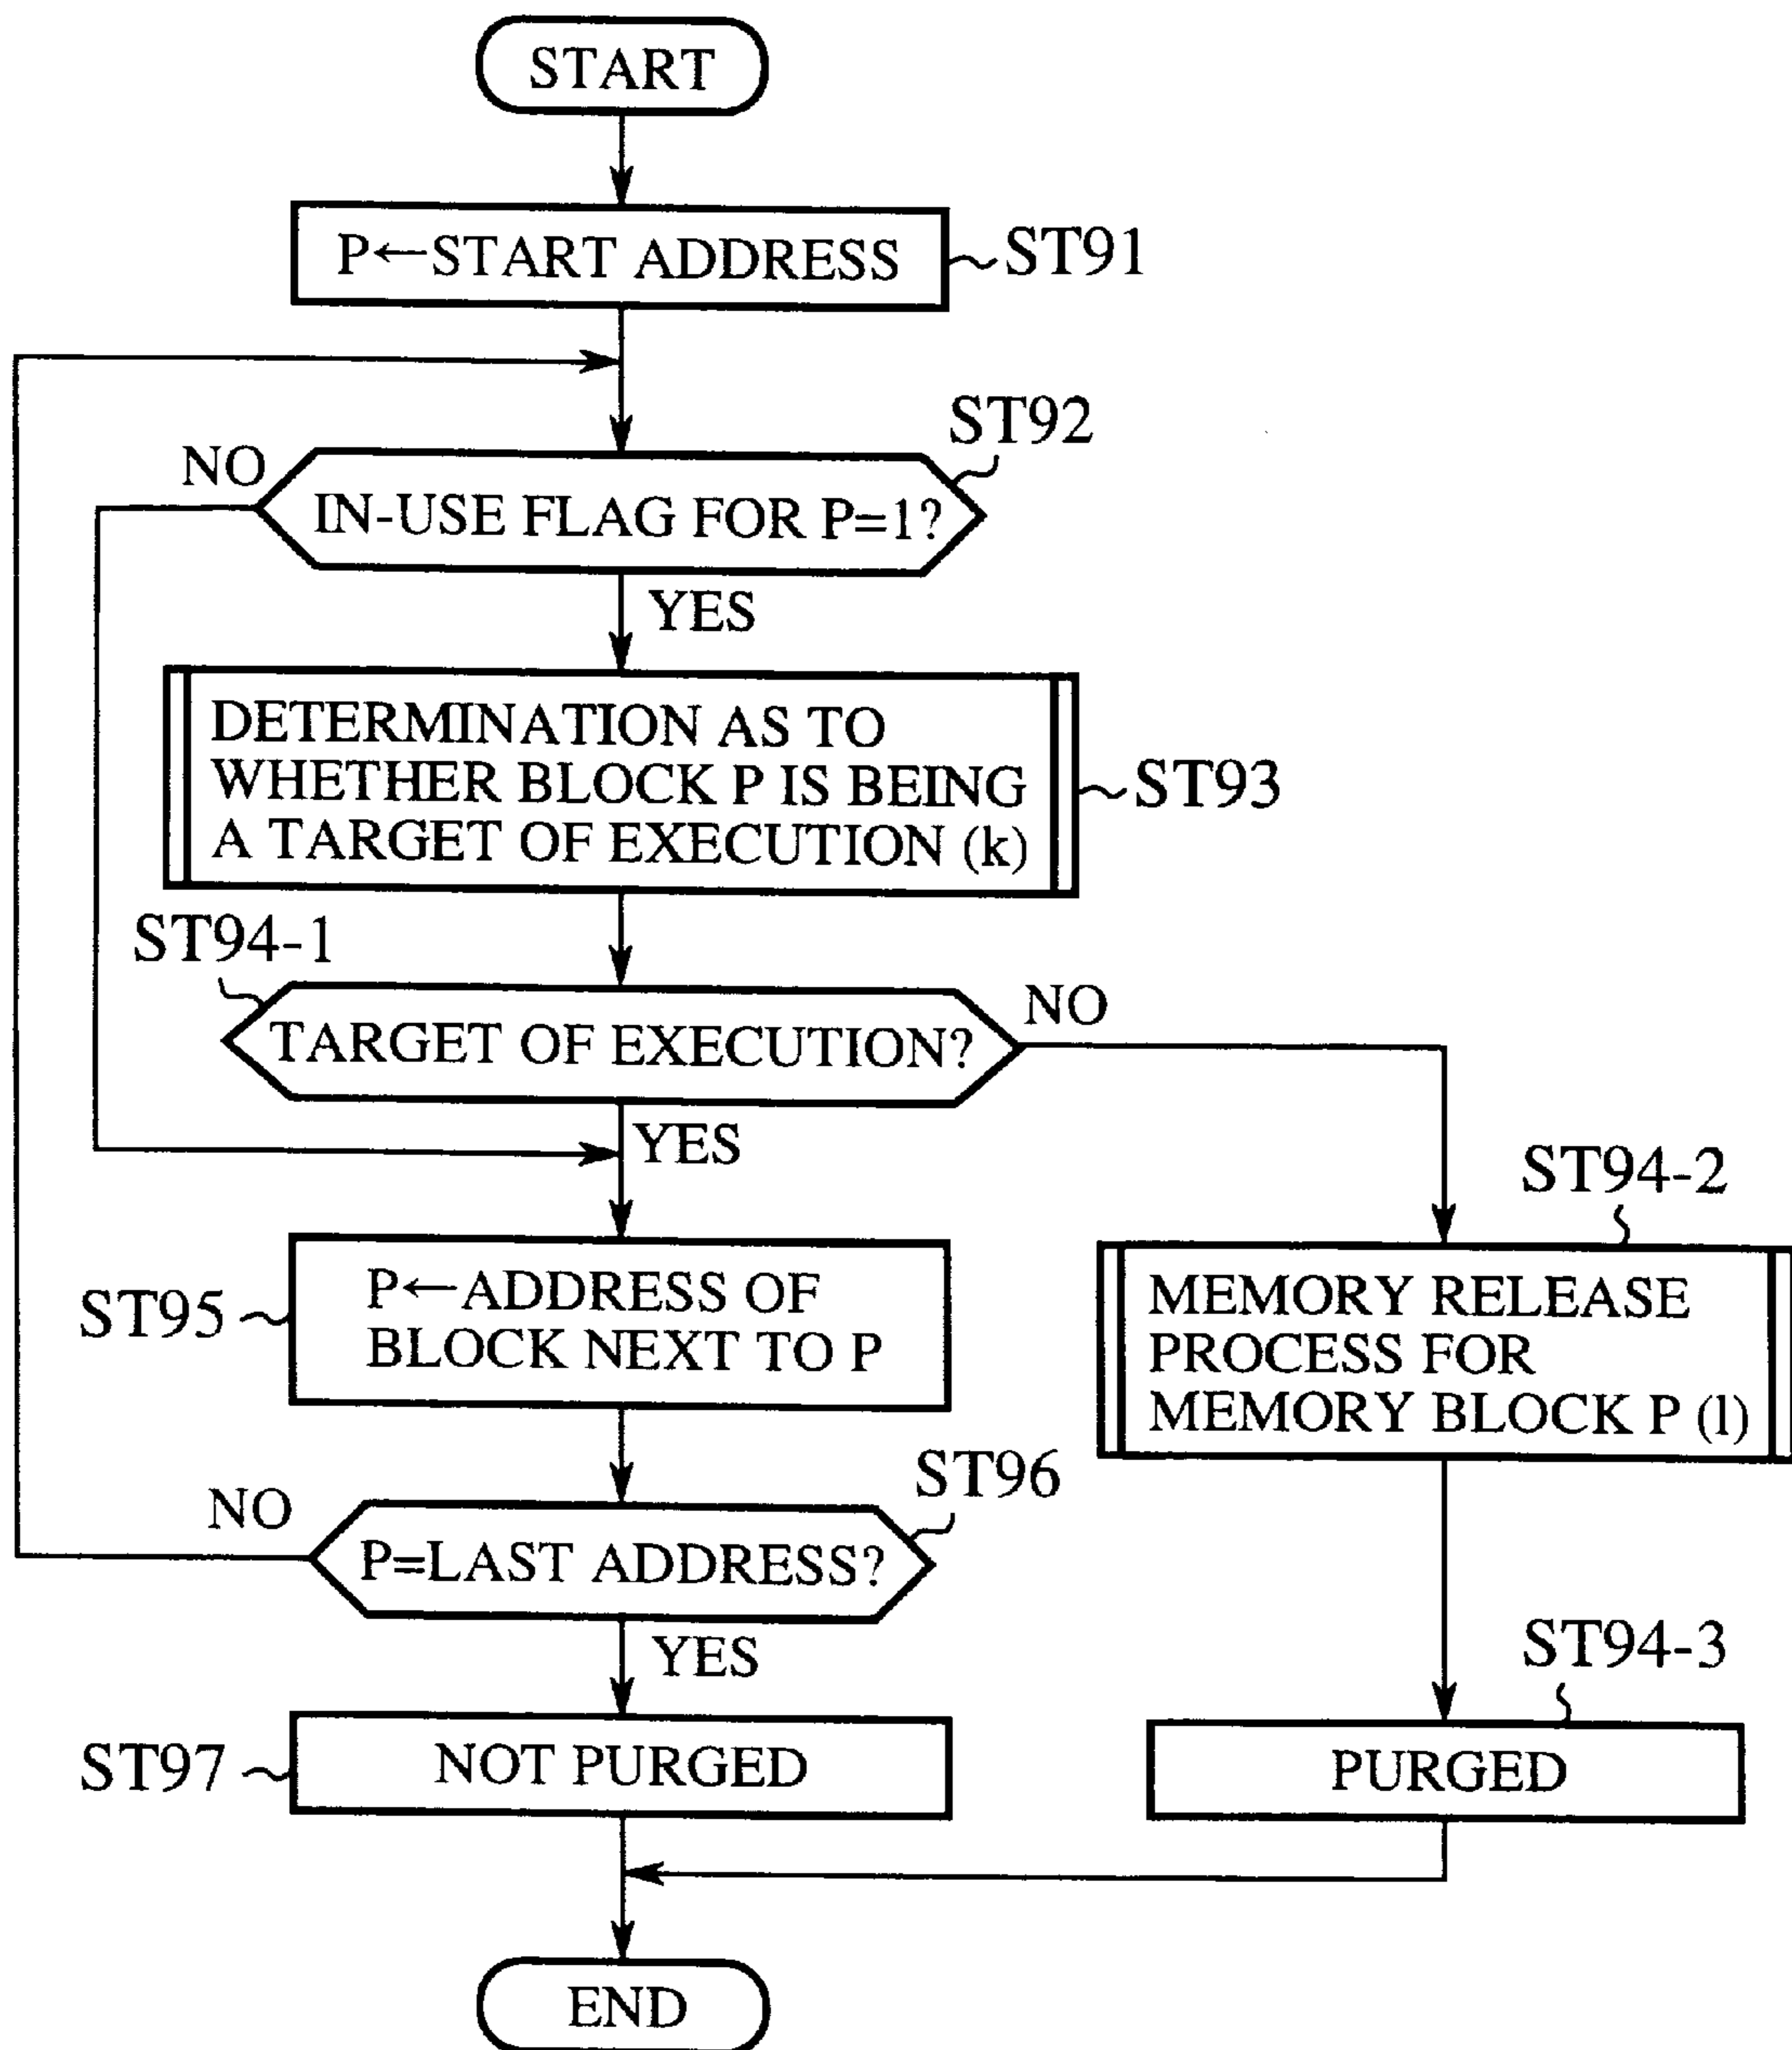 START
P←START ADDRESS
ST91
ST92
NO
IN-USE FLAG FOR P=1?
YES
DETERMINATION AS TO
WHETHER BLOCK P IS BEING
A TARGET OF EXECUTION (k)
ST93
ST94-1
TARGET OF EXECUTION?
NO
YES
ST94-2
MEMORY RELEASE
PROCESS FOR
MEMORY BLOCK P (l)
ST95
P←ADDRESS OF
BLOCK NEXT TO P
ST96
NO
P=LAST ADDRESS?
YES
ST94-3
ST97
NOT PURGED
PURGED
END